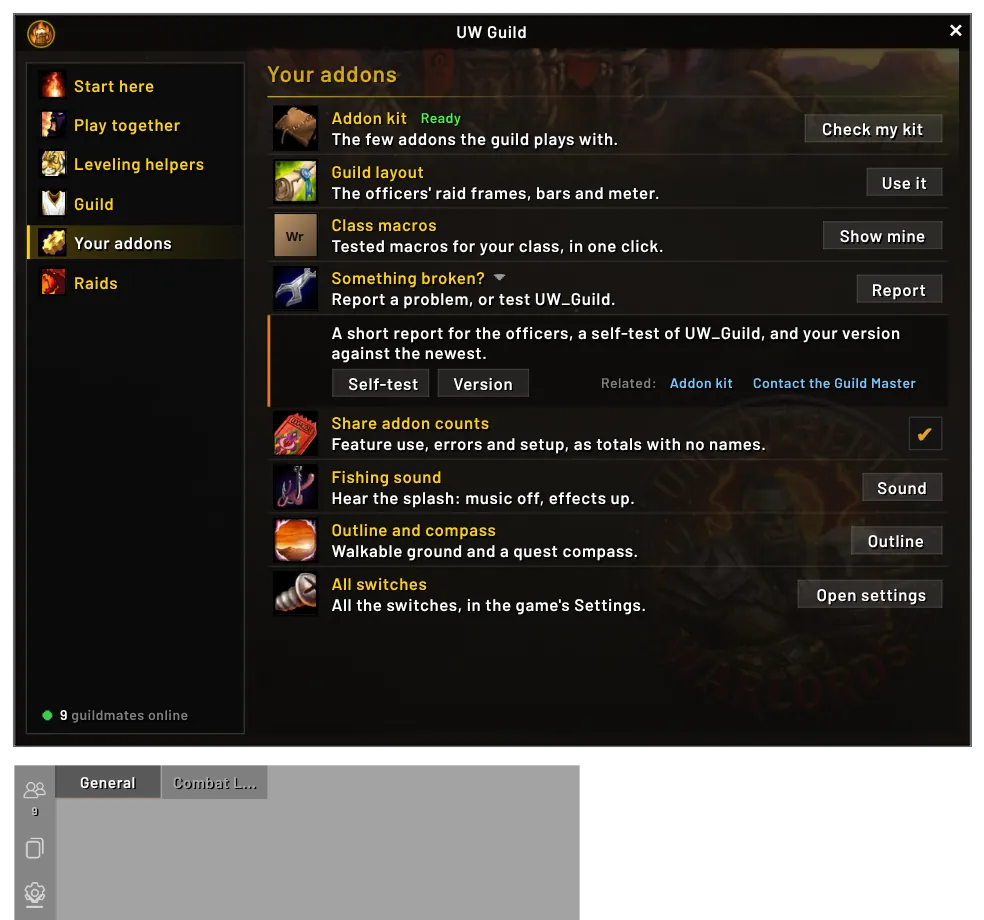 UW Guild
Start here
Play together
Leveling helpers
Guild
Your addons
Raids
9 guildmates online
Your addons
Addon kit Ready
The few addons the guild plays with.
Check my kit
Guild layout
The officers' raid frames, bars and meter.
Use it
Wr
Class macros
Tested macros for your class, in one click.
Show mine
Something broken?
Report a problem, or test UW_Guild.
Report
A short report for the officers, a self-test of UW_Guild, and your version
against the newest.
Self-test Version Related: Addon kit Contact the Guild Master
Share addon counts
Feature use, errors and setup, as totals with no names.
Fishing sound
Hear the splash: music off, effects up.
Sound
Outline and compass
Walkable ground and a quest compass.
Outline
All switches
All the switches, in the game's Settings.
Open settings
WARLORDS
General Combat L...
9